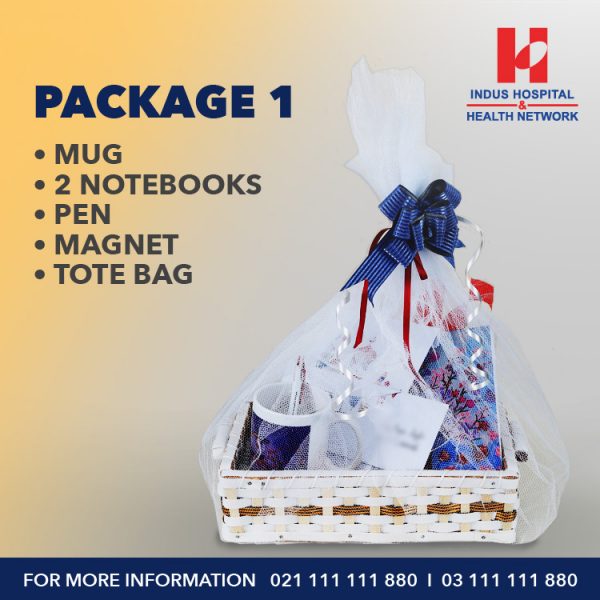 PACKAGE 1
• MUG
• 2 NOTEBOOKS
• PEN
• MAGNET
• TOTE BAG
INDUS HOSPITAL
&
HEALTH NETWORK
FOR MORE INFORMATION 021 111 111 880 I 03 111 111 880